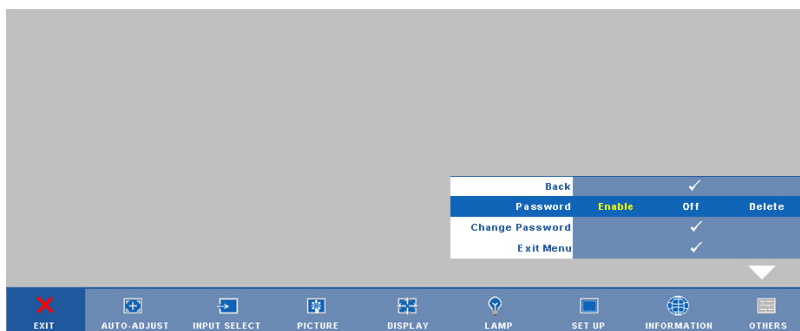 Back
Password Enable Off Delete
Change Password
Exit Menu
EXIT AUTO-ADJUST INPUT SELECT PICTURE DISPLAY LAMP SET UP INFORMATION OTHERS